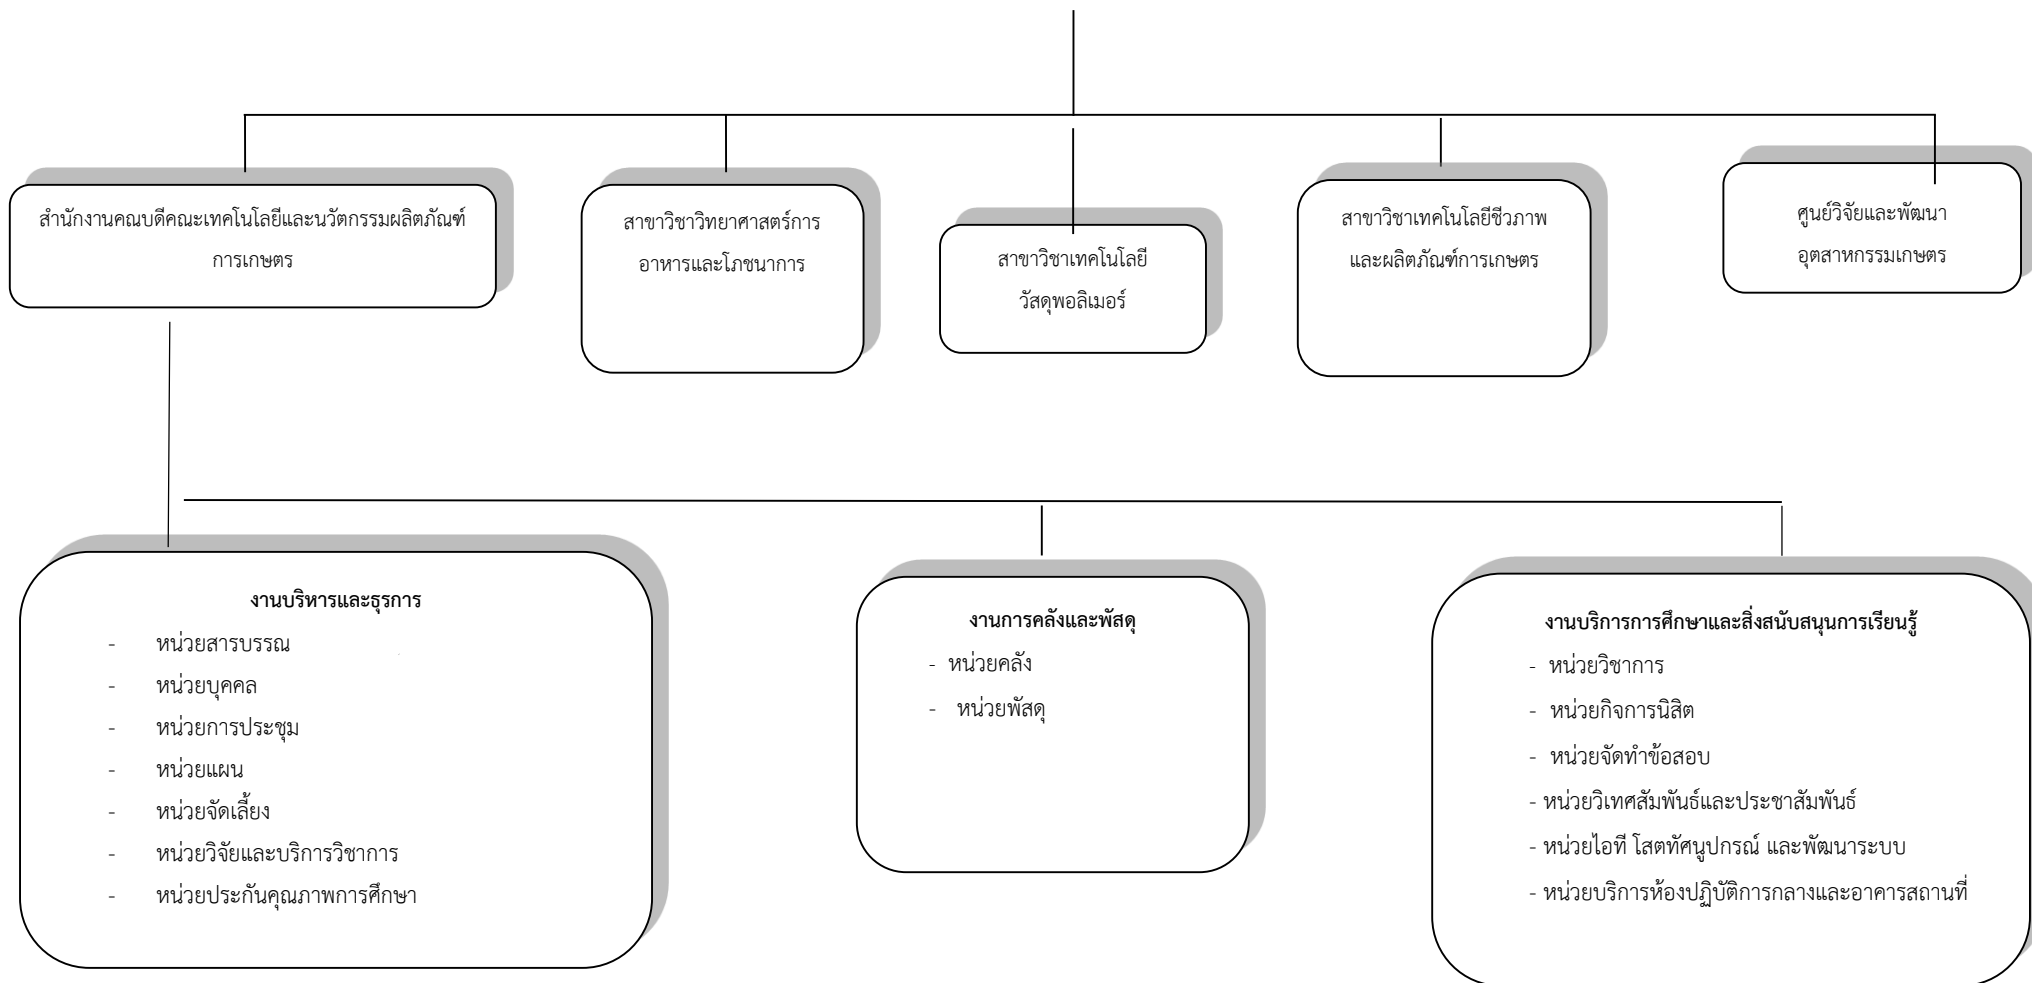 สำนักงานคณบดีคณะเทคโนโลยีและนวัตกรรมผลิตภัณฑ์
การเกษตร
สาขาวิชาวิทยาศาสตร์การ
อาหารและโภชนาการ
สาขาวิชาเทคโนโลยี
วัสดุพอลิเมอร์
สาขาวิชาเทคโนโลยีชีวภาพ
และผลิตภัณฑ์การเกษตร
ศูนย์วิจัยและพัฒนา
อุตสาหกรรมเกษตร
งานบริหารและธุรการ
- หน่วยสารบรรณ
- หน่วยบุคคล
- หน่วยการประชุม
- หน่วยแผน
- หน่วยจัดเลี้ยง
- หน่วยวิจัยและบริการวิชาการ
- หน่วยประกันคุณภาพการศึกษา
งานการคลังและพัสดุ
- หน่วยคลัง
- หน่วยพัสดุ
งานบริการการศึกษาและสิ่งสนับสนุนการเรียนรู้
- หน่วยวิชาการ
- หน่วยกิจการนิสิต
- หน่วยจัดทำข้อสอบ
- หน่วยวิเทศสัมพันธ์และประชาสัมพันธ์
- หน่วยไอที โสตทัศนูปกรณ์ และพัฒนาระบบ
- หน่วยบริการห้องปฏิบัติการกลางและอาคารสถานที่